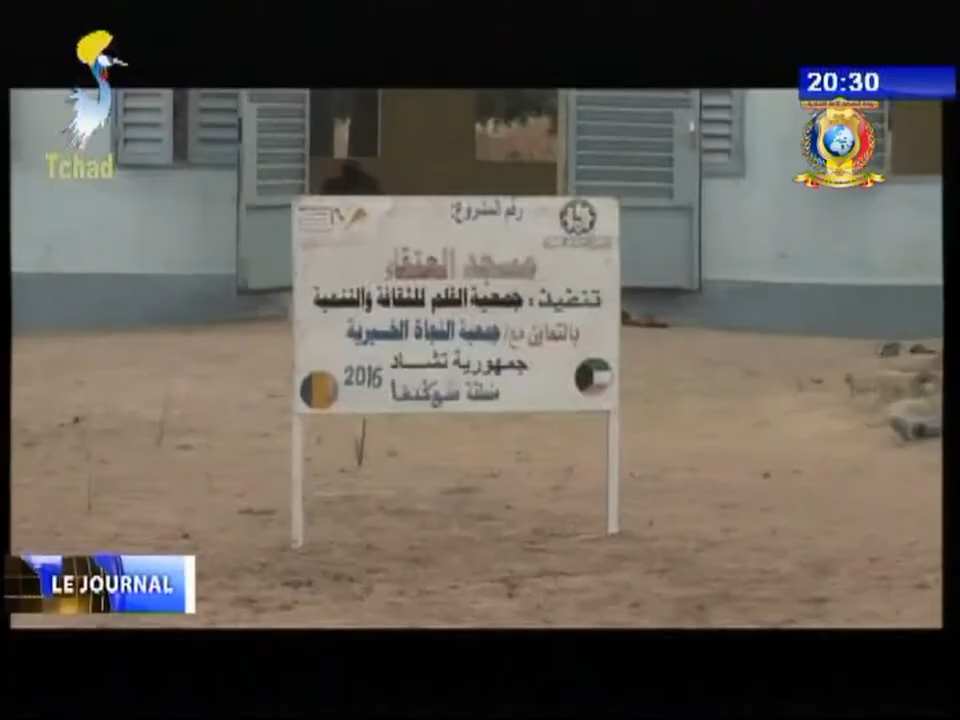 Tchad
20:30
رقم المشروع:
مسجد العتقاء
تنفيذ : جمعية القلم للثقافة والتنمية
بالتعاون مع/ جمعية النجاة الخيرية
جمهورية تشاد
2016
منطقة
LE JOURNAL